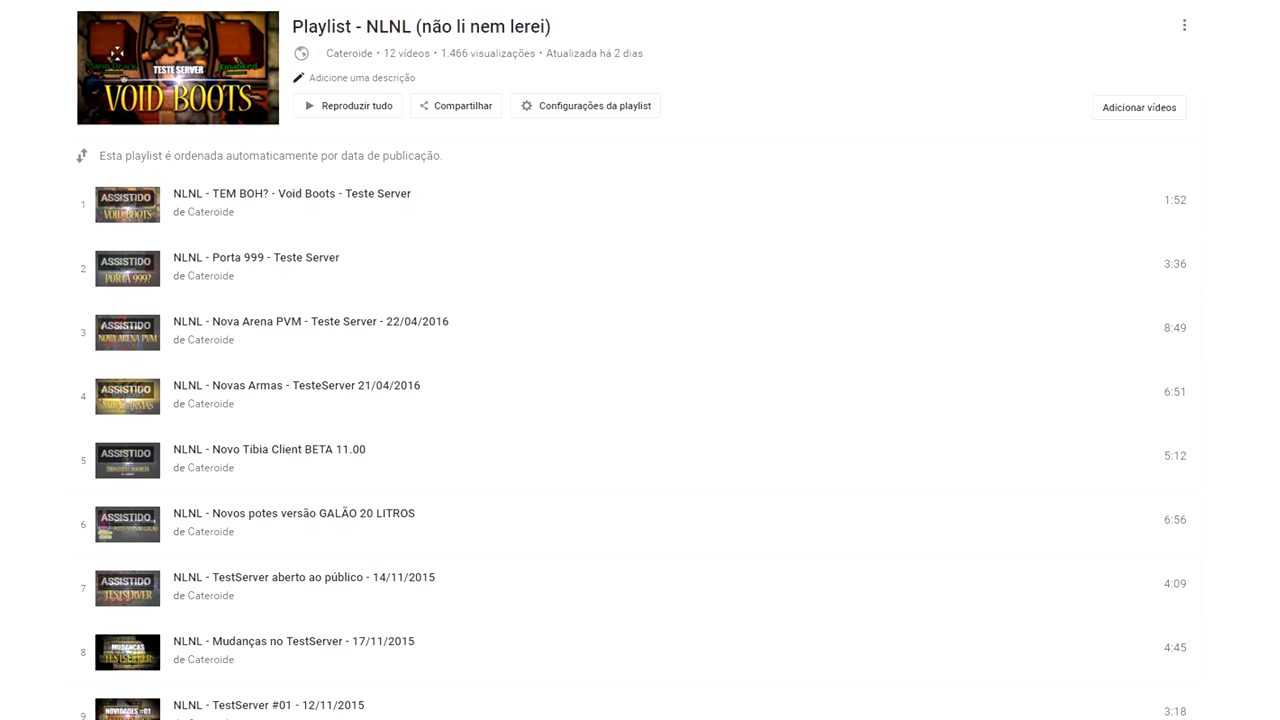 TESTE SERVER
VOID BOOTS
Playlist - NLNL (não li nem lerei)
Cateroide • 12 vídeos • 1.466 visualizações • Atualizada há 2 dias
Adicione uma descrição
Reproduzir tudo
Compartilhar
Configurações da playlist
Adicionar vídeos
Esta playlist é ordenada automaticamente por data de publicação.
1
ASSISTIDO
VOID BOOTS
NLNL - TEM BOH? - Void Boots - Teste Server
de Cateroide
1:52
2
ASSISTIDO
PORTA 999?
NLNL - Porta 999 - Teste Server
de Cateroide
3:36
3
ASSISTIDO
NOVA ARENA PVM
NLNL - Nova Arena PVM - Teste Server - 22/04/2016
de Cateroide
8:49
4
ASSISTIDO
NOVAS ARMAS
NLNL - Novas Armas - TesteServer 21/04/2016
de Cateroide
6:51
5
ASSISTIDO
NLNL - Novo Tibia Client BETA 11.00
de Cateroide
5:12
6
ASSISTIDO
NLNL - Novos potes versão GALÃO 20 LITROS
de Cateroide
6:56
7
ASSISTIDO
TESTSERVER
NLNL - TestServer aberto ao público - 14/11/2015
de Cateroide
4:09
8
MUDANÇAS
TESTSERVER
NLNL - Mudanças no TestServer - 17/11/2015
de Cateroide
4:45
9
NOVIDADES #01
NLNL - TestServer #01 - 12/11/2015
3:18